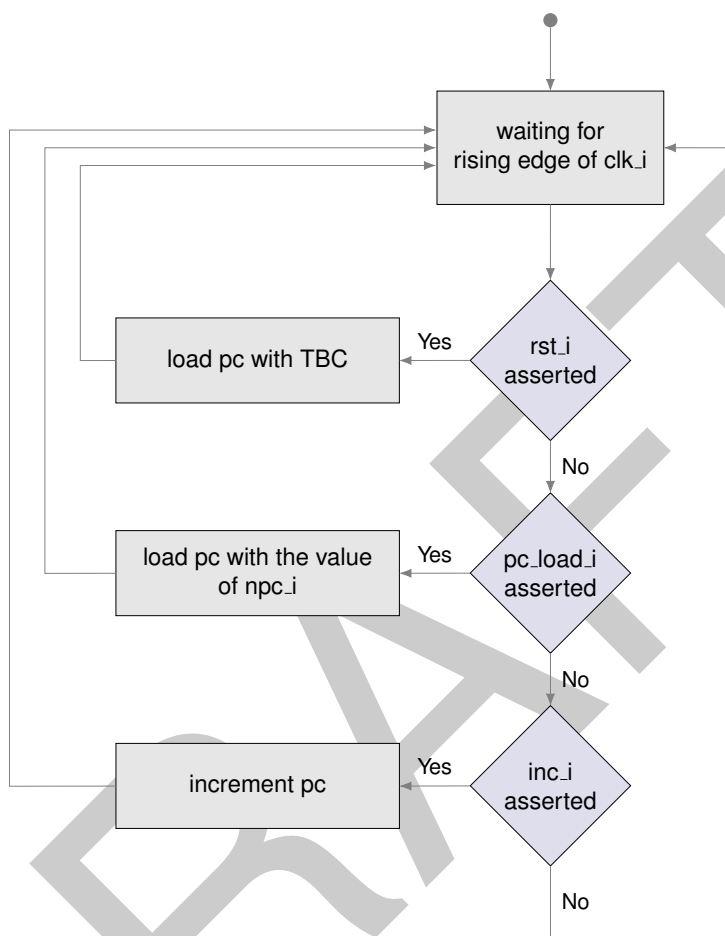 waiting for
rising edge of clk_i
rst_i
asserted
Yes
load pc with TBC
No
pc_load_i
asserted
Yes
load pc with the value
of npc_i
No
inc_i
asserted
Yes
increment pc
No
DRAFT